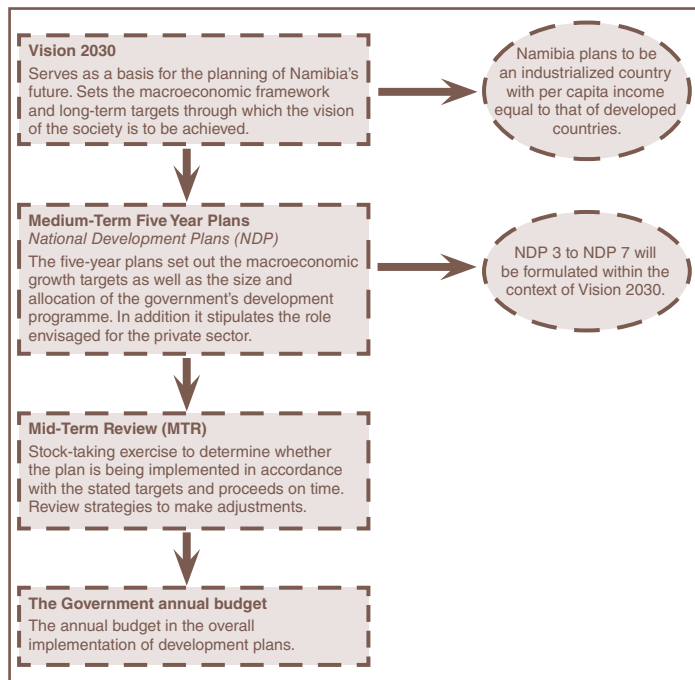 Vision 2030
Serves as a basis for the planning of Namibia's
future. Sets the macroeconomic framework
and long-term targets through which the vision
of the society is to be achieved.
Namibia plans to be
an industrialized country
with per capita income
equal to that of developed
countries.
Medium-Term Five Year Plans
National Development Plans (NDP)
The five-year plans set out the macroeconomic
growth targets as well as the size and
allocation of the government's development
programme. In addition it stipulates the role
envisaged for the private sector.
NDP 3 to NDP 7 will
be formulated within the
context of Vision 2030.
Mid-Term Review (MTR)
Stock-taking exercise to determine whether
the plan is being implemented in accordance
with the stated targets and proceeds on time.
Review strategies to make adjustments.
The Government annual budget
The annual budget in the overall
implementation of development plans.